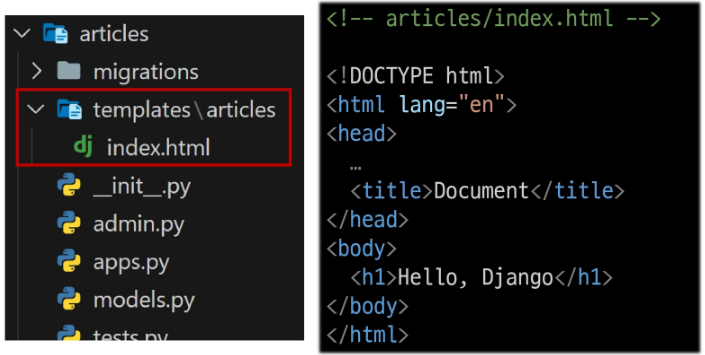 articles
migrations
templates\articles
dj index.html
__init__.py
admin.py
apps.py
models.py
tests.py
<!-- articles/index.html -->
<!DOCTYPE html>
<html lang="en">
<head>
…
<title>Document</title>
</head>
<body>
<h1>Hello, Django</h1>
</body>
</html>